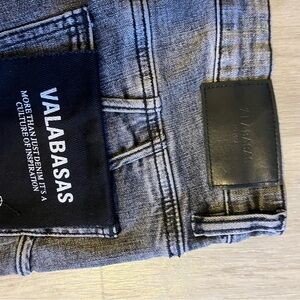 VALABASAS
MORE THAN JUST DENIM IT'S A
CULTURE OF INSPIRATION